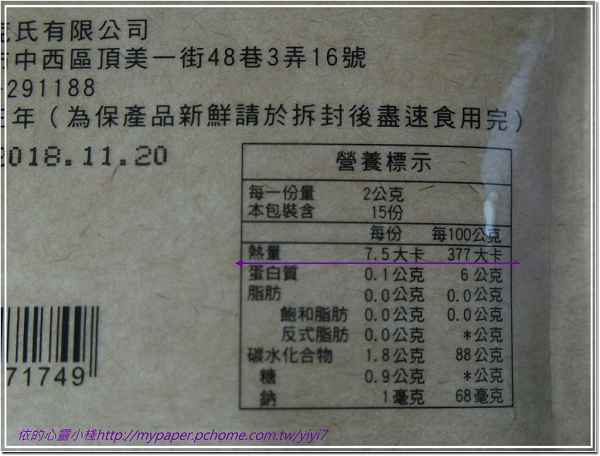 氏有限公司
中西區頂美一街48巷3弄16號
-291188
年（為保產品新鮮請於拆封後盡速食用完）
2018.11.20
營養標示
每一份量 2公克
本包裝含 15份
每份 每100公克
熱量 7.5大卡 377大卡
蛋白質 0.1公克 6公克
脂肪 0.0公克 0.0公克
飽和脂肪 0.0公克 0.0公克
反式脂肪 0.0公克 *公克
碳水化合物 1.8公克 88公克
糖 0.9公克 *公克
鈉 1毫克 68毫克
71749
依的心靈小棧http://mypaper.pchome.com.tw/yiyi7